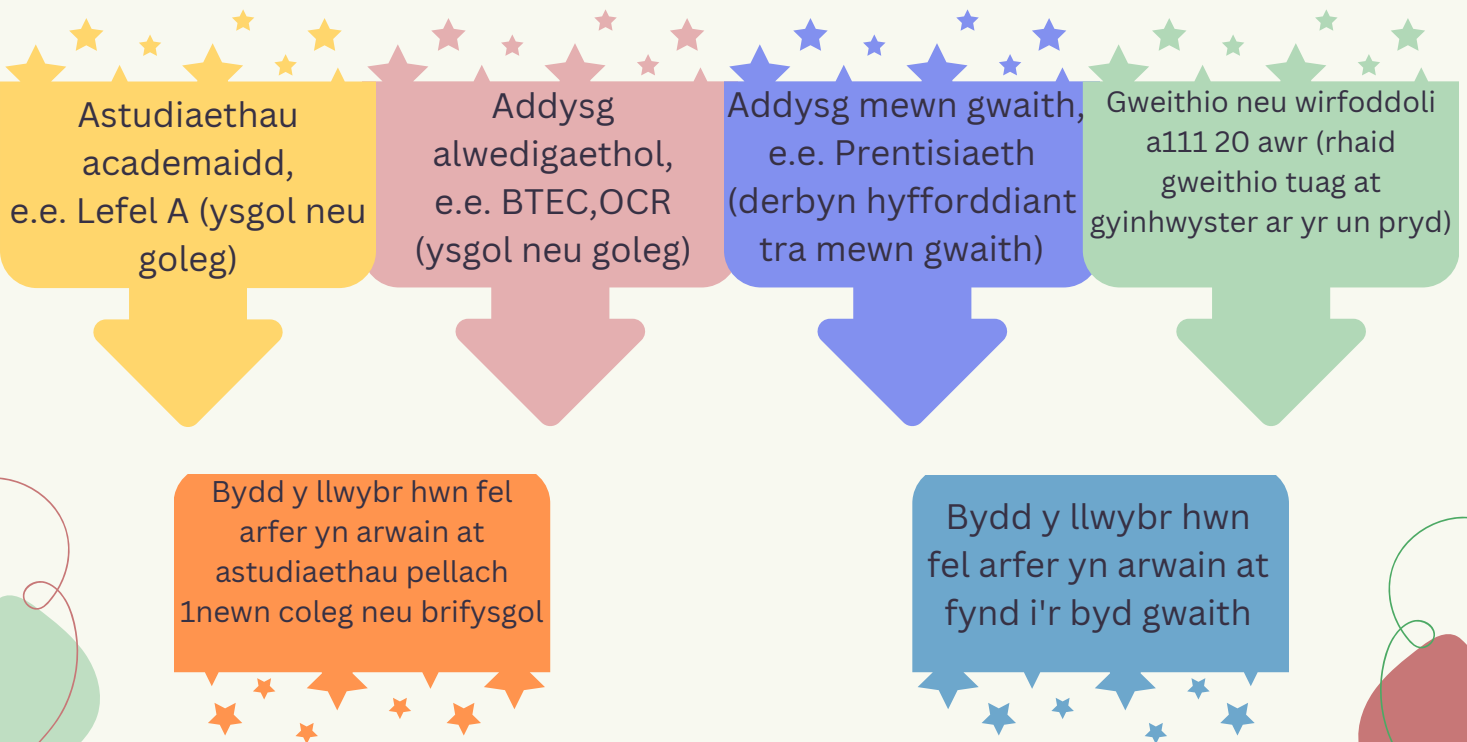 Astudiaethau
academaidd,
e.e. Lefel A (ysgol neu
goleg)
Addysg
alwedigaethol,
e.e. BTEC,OCR
(ysgol neu goleg)
Addysg mewn gwaith,
e.e. Prentisiaeth
(derbyn hyfforddiant
tra mewn gwaith)
Gweithio neu wirfoddoli
a111 20 awr (rhaid
gweithio tuag at
gyinhwyster ar yr un pryd)
Bydd y llwybr hwn fel
arfer yn arwain at
astudiaethau pellach
1newn coleg neu brifysgol
Bydd y llwybr hwn
fel arfer yn arwain at
fynd i'r byd gwaith